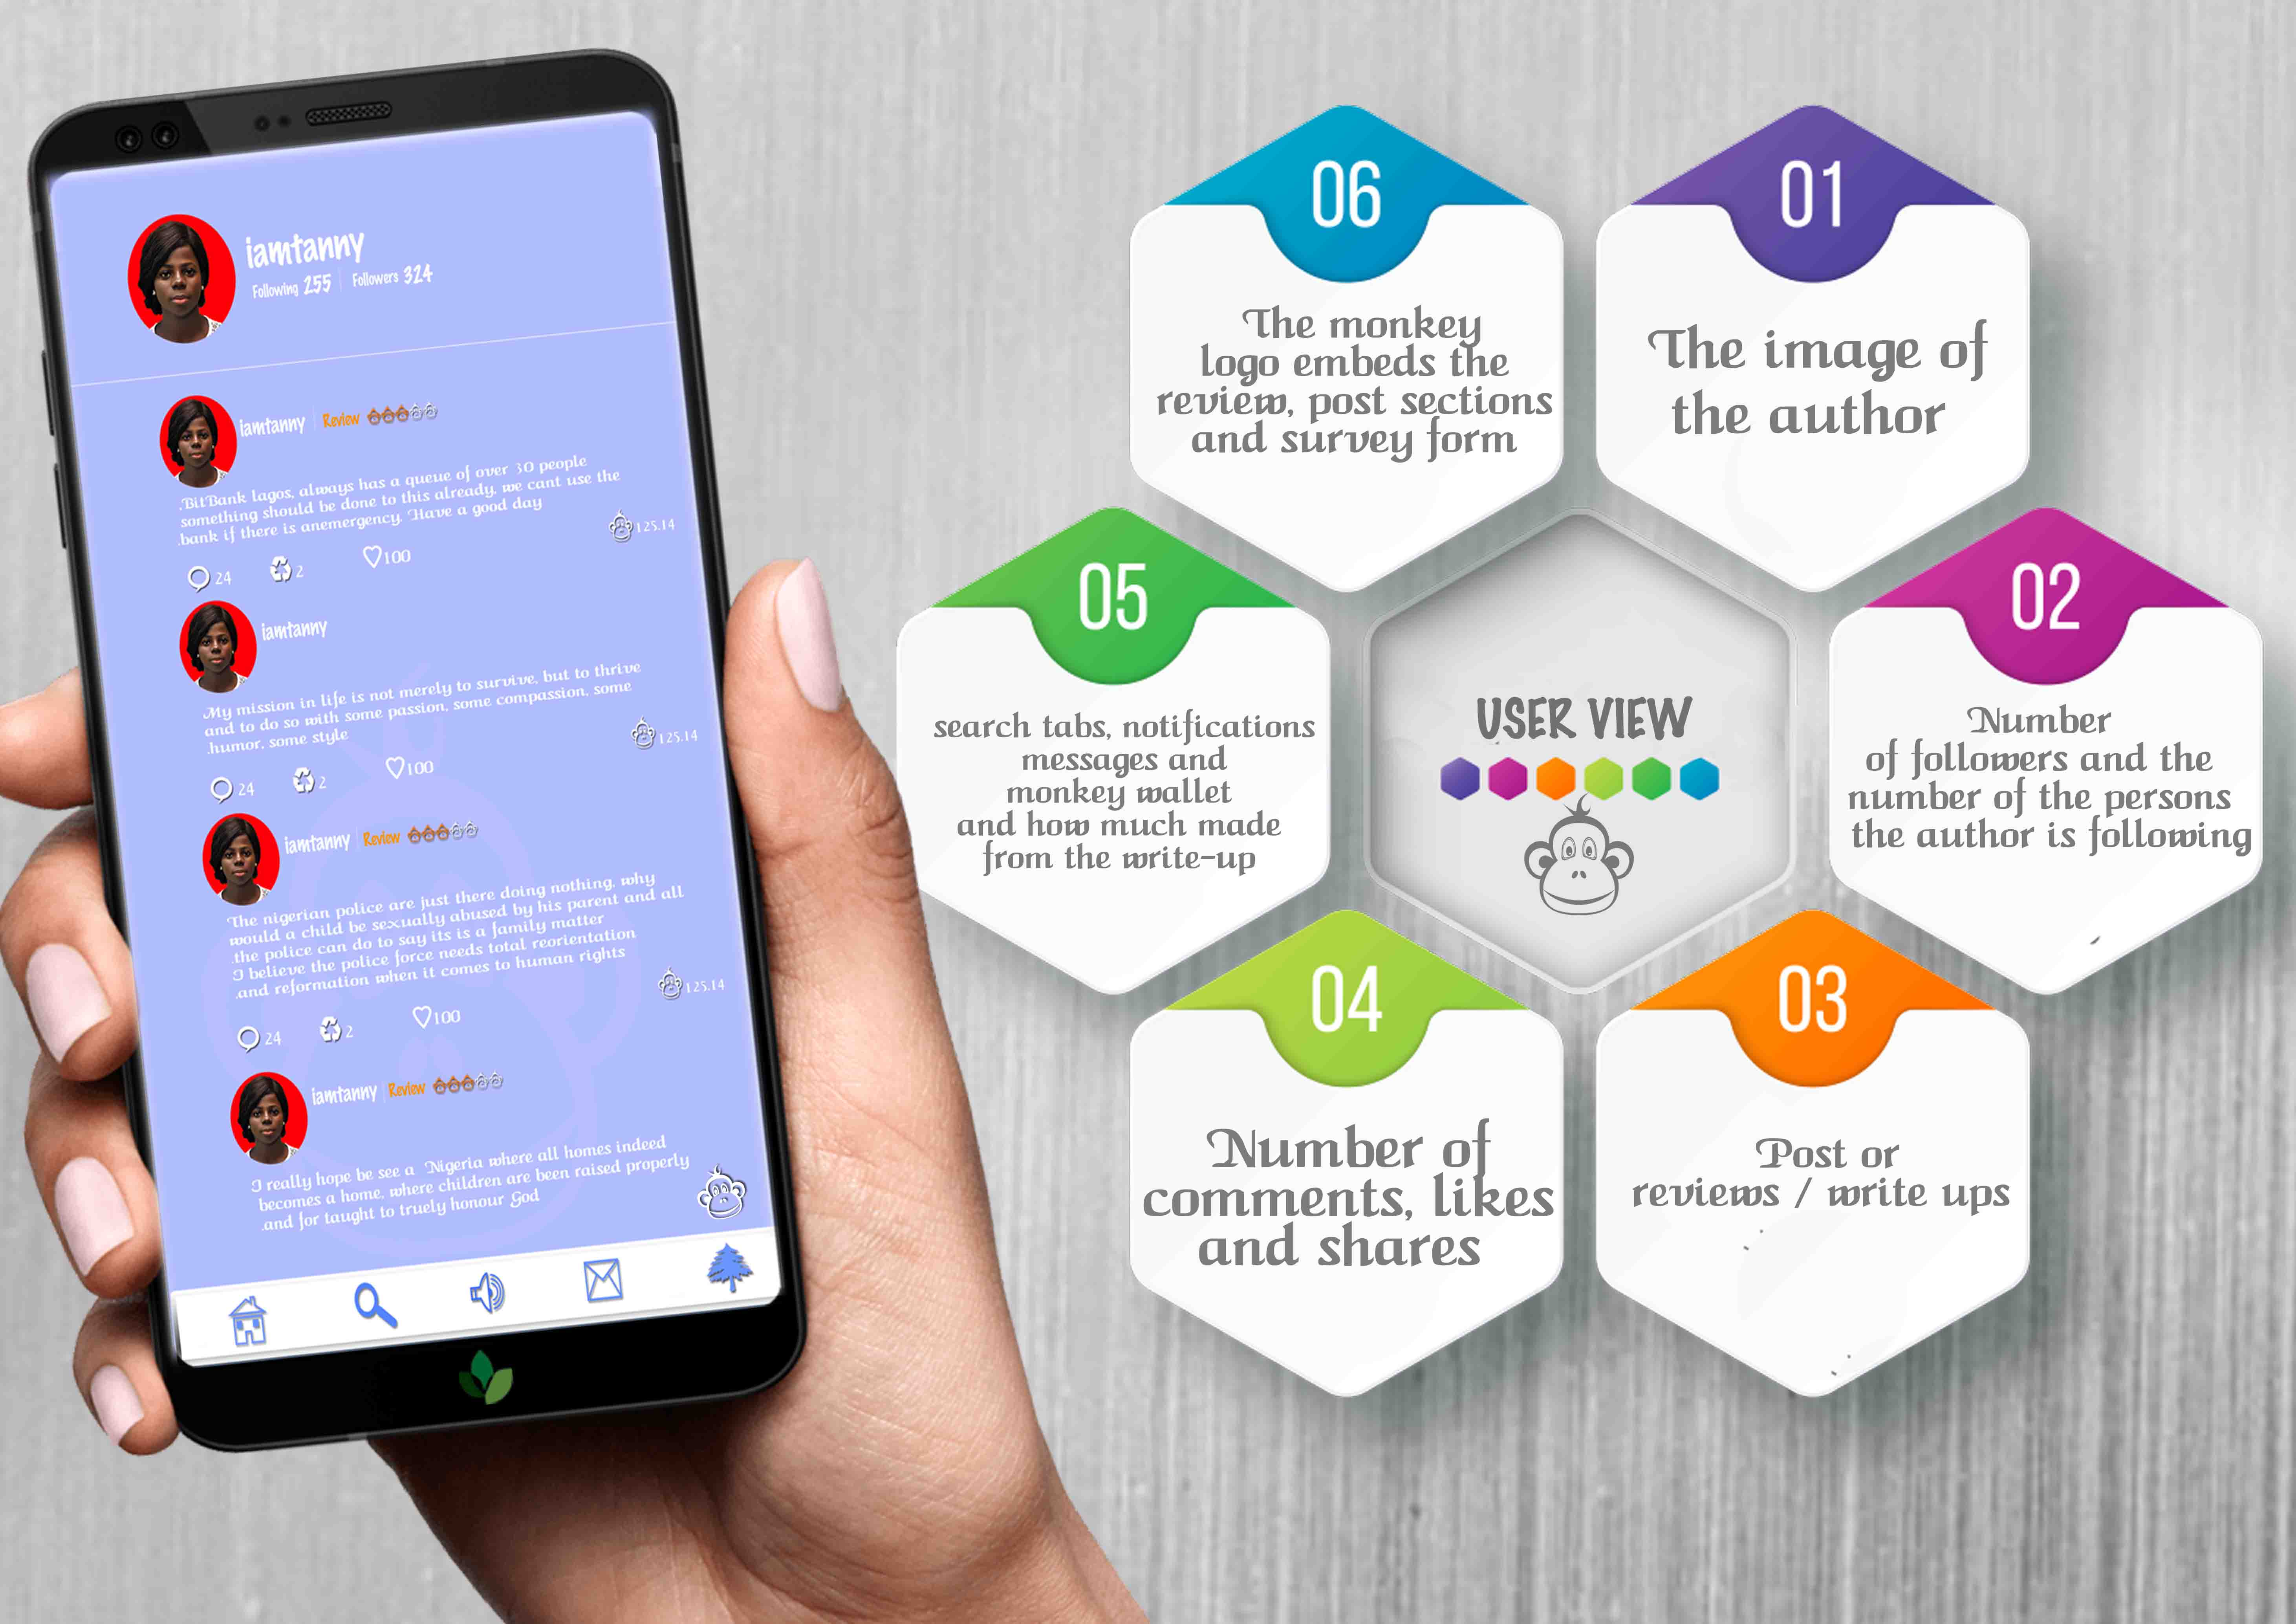 iamtanny
Following 255 Followers 324
iamtanny Review
.BitBank lagos, always has a queue of over 30 people
something should be done to this already, we cant use the
.bank if there is anemergency. Have a good day
125.14
24 2 100
iamtanny
My mission in life is not merely to survive, but to thrive
and to do so with some passion, some compassion, some
.humor, some style
125.14
24 2 100
iamtanny Review
The nigerian police are just there doing nothing, why
would a child be sexually abused by his parent and all
.the police can do to say its is a family matter
I believe the police force needs total reorientation
.and reformation when it comes to human rights
125.14
24 2 100
iamtanny Review
I really hope be see a Nigeria where all homes indeed
becomes a home, where children are been raised properly
.and for taught to truely honour God
USER VIEW
01
The image of
the author
02
Number
of followers and the
number of the persons
the author is following
03
Post or
reviews / write ups
04
Number of
comments, likes
and shares
05
search tabs, notifications
messages and
monkey wallet
and how much made
from the write-up
06
The monkey
logo embeds the
review, post sections
and survey form